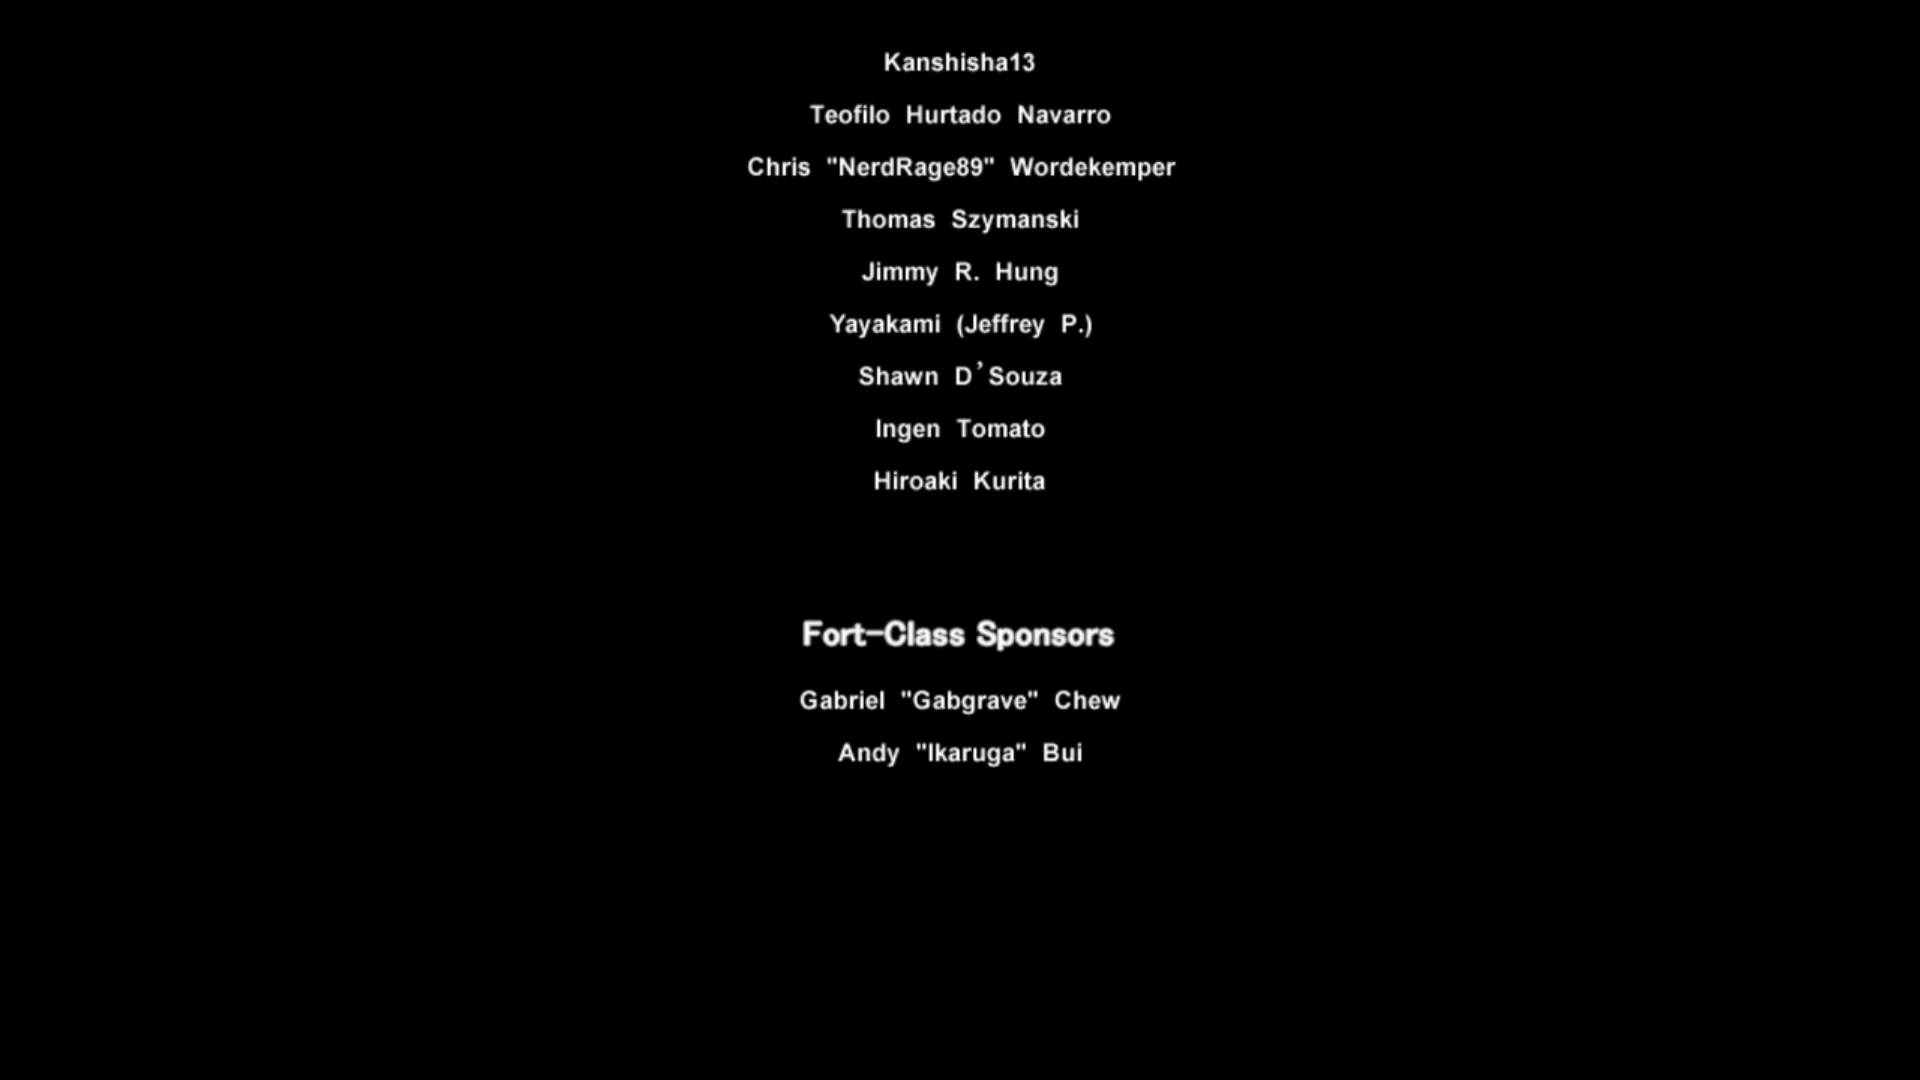 Kanshisha13
Teofilo Hurtado Navarro
Chris "NerdRage89" Wordekemper
Thomas Szymanski
Jimmy R. Hung
Yayakami (Jeffrey P.)
Shawn D’Souza
Ingen Tomato
Hiroaki Kurita
Fort-Class Sponsors
Gabriel "Gabgrave" Chew
Andy "Ikaruga" Bui